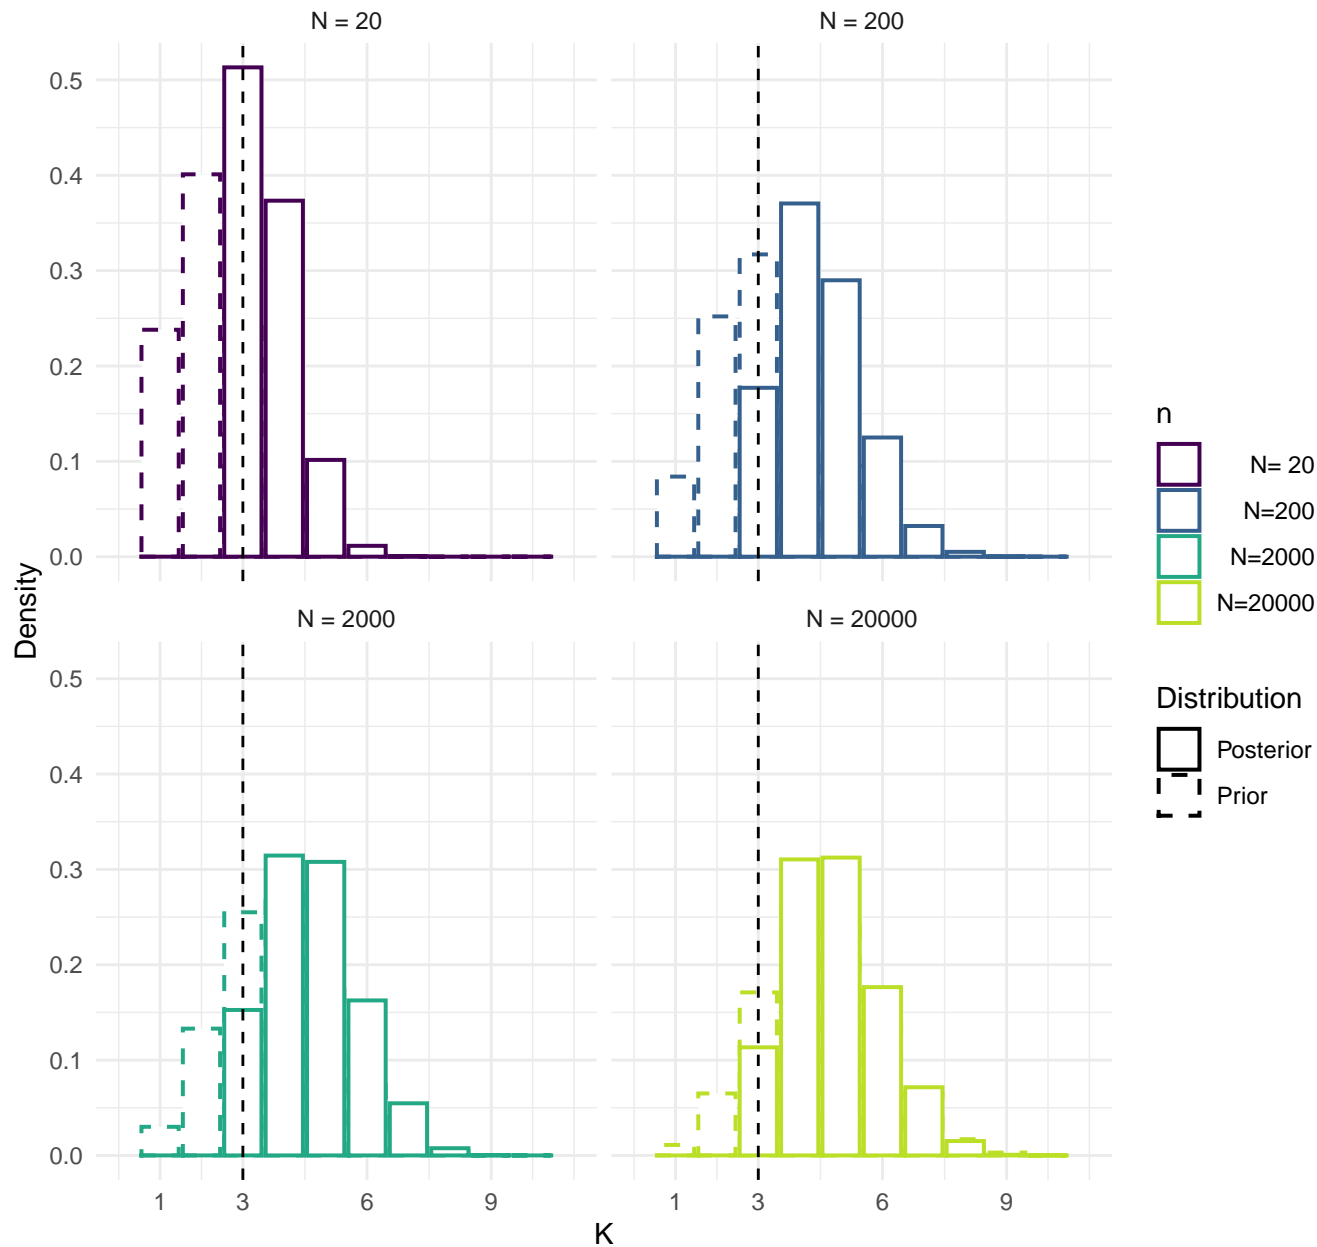 N = 20
N = 200
0.5
0.4
0.3
0.2
0.1
0.0
N = 2000
N = 20000
0.5
0.4
0.3
0.2
0.1
0.0
1 3 6 9
1 3 6 9
K
Density
n
N= 20
N=200
N=2000
N=20000
Distribution
Posterior
Prior